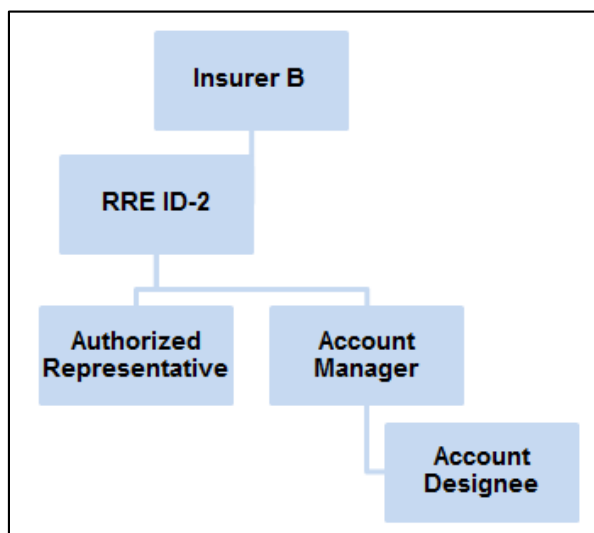 Insurer B
RRE ID-2
Authorized
Representative
Account
Manager
Account
Designee